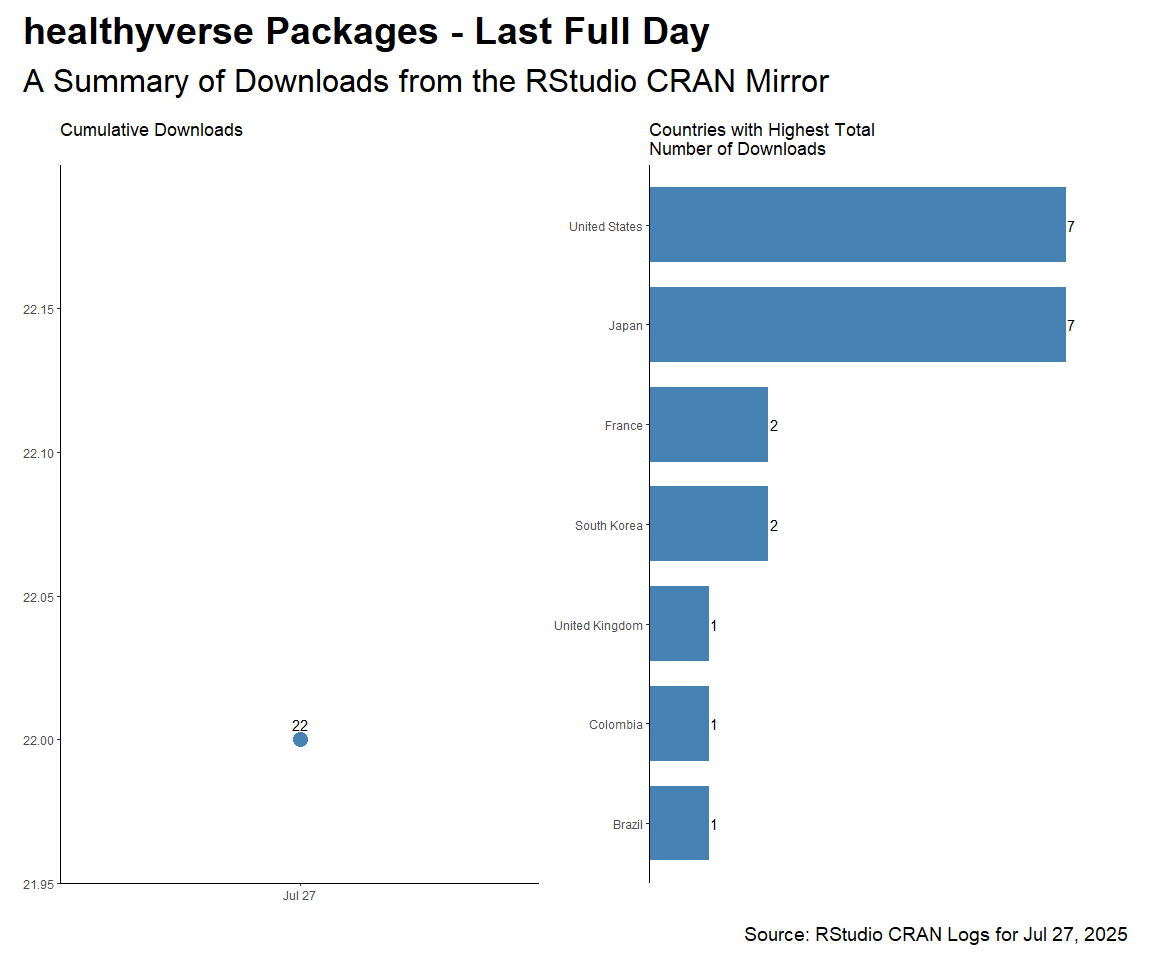 healthyverse Packages - Last Full Day
A Summary of Downloads from the RStudio CRAN Mirror
Cumulative Downloads
22.15
22.10
22.05
22.00
21.95
22
Jul 27
Countries with Highest Total
Number of Downloads
United States 7
Japan 7
France 2
South Korea 2
United Kingdom 1
Colombia 1
Brazil 1
Source: RStudio CRAN Logs for Jul 27, 2025